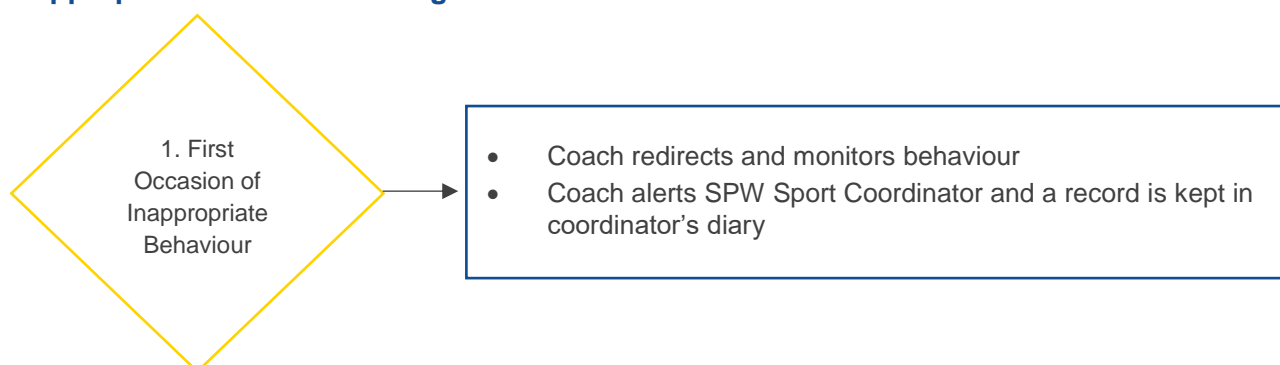 1. First
Occasion of
Inappropriate
Behaviour
• Coach redirects and monitors behaviour
• Coach alerts SPW Sport Coordinator and a record is kept in
coordinator's diary